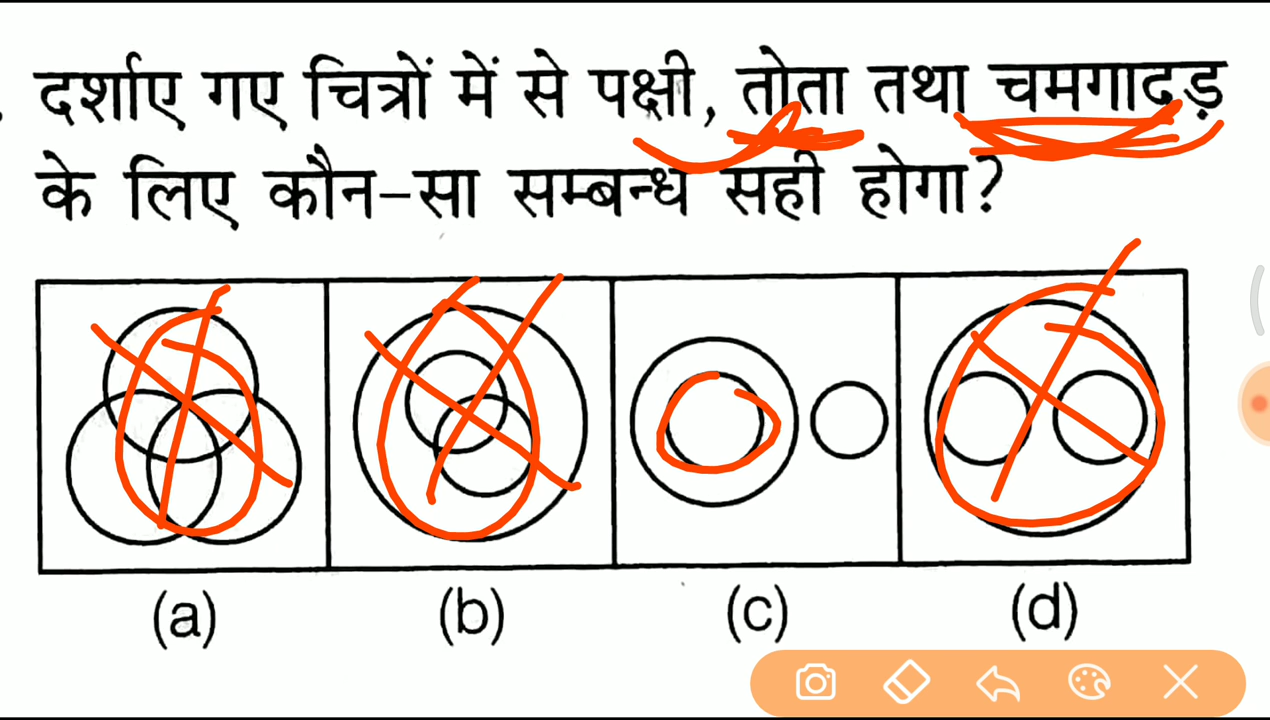 दर्शाए गए चित्रों में से पक्षी, तोता तथा चमगादड़
के लिए कौन-सा सम्बन्ध सही होगा?
(a) (b) (c) (d)